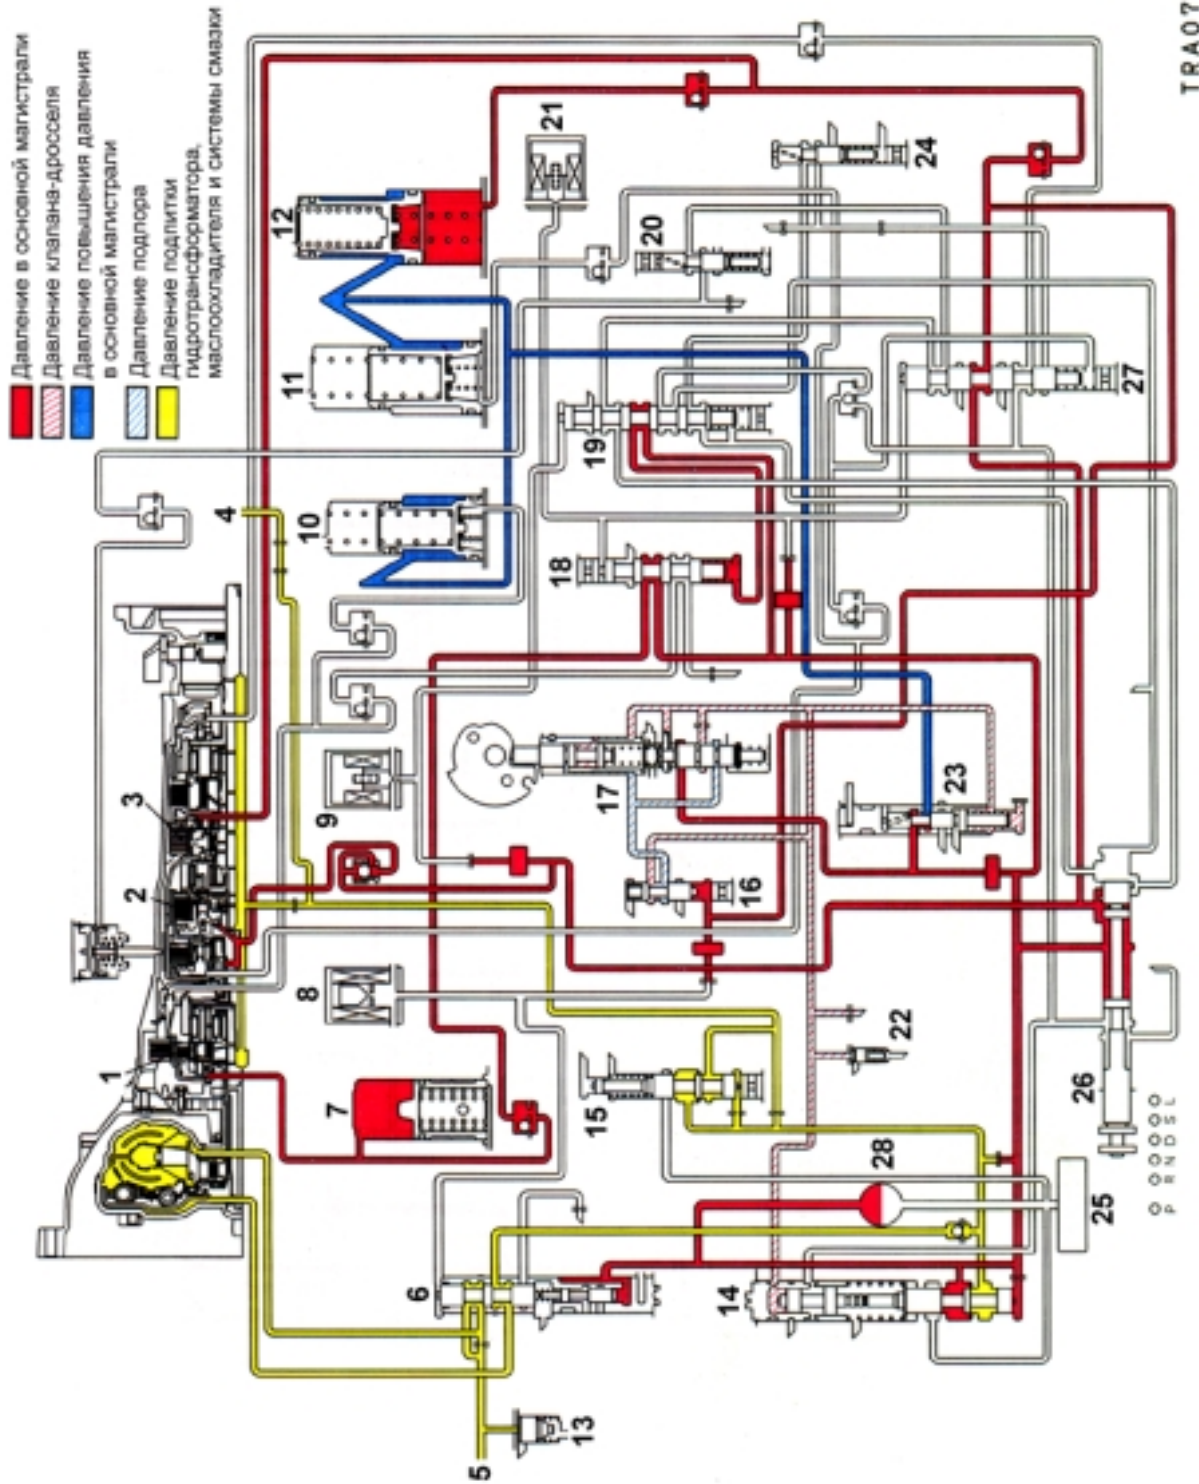 Давление в основной магистрали
Давление клапана-дросселя
Давление повышения давления
в основной магистрали
Давление подпора
Давление подпитки
гидротрансформатора,
маслоохладителя и системы смазки
1
2
3
4
5
6
7
8
9
10
11
12
13
14
15
16
17
18
19
20
21
22
23
24
25
26
27
28
P R N D S L
TRA07